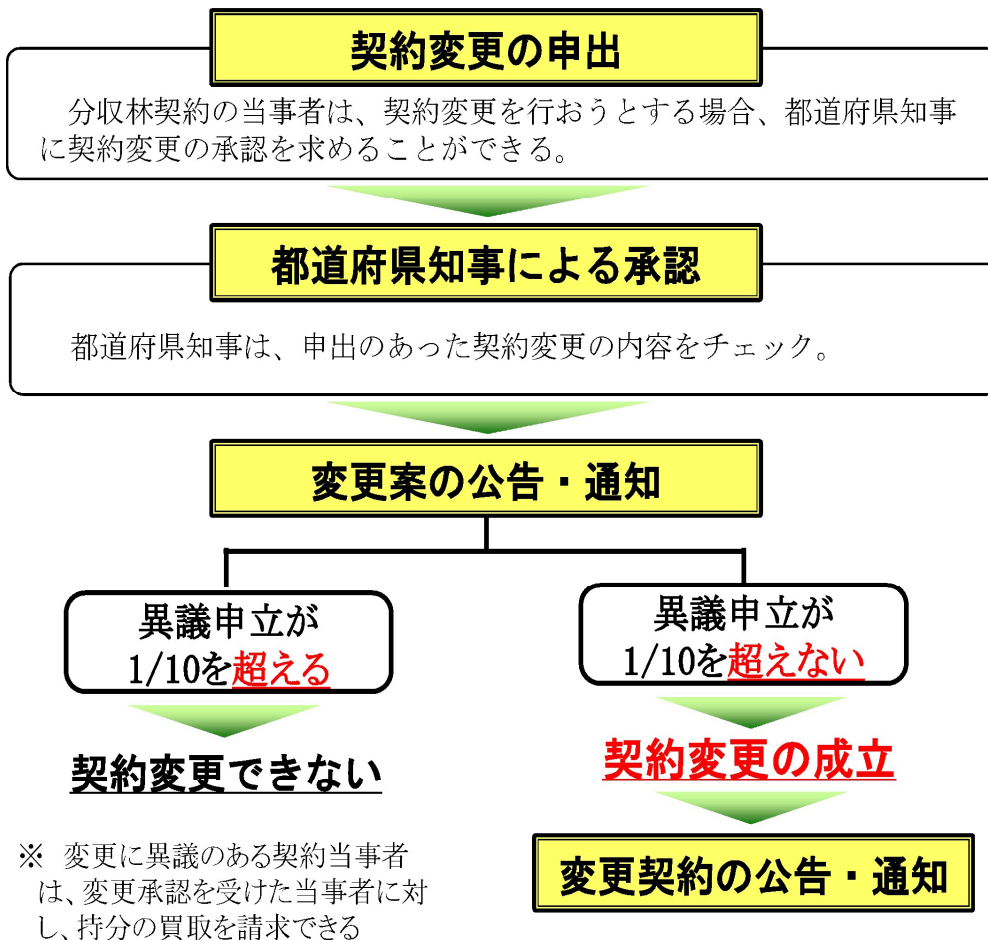 契約変更の申出
分収林契約の当事者は、契約変更を行おうとする場合、都道府県知事
に契約変更の承認を求めることができる。
都道府県知事による承認
都道府県知事は、申出のあった契約変更の内容をチェック。
変更案の公告・通知
異議申立が
1/10を超える
異議申立が
1/10を超えない
契約変更できない
契約変更の成立
※ 変更に異議のある契約当事者
は、変更承認を受けた当事者に対
し、持分の買取を請求できる
変更契約の公告・通知